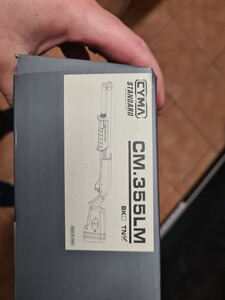 CYMA
STANDARD
CM.355LM
BK TN